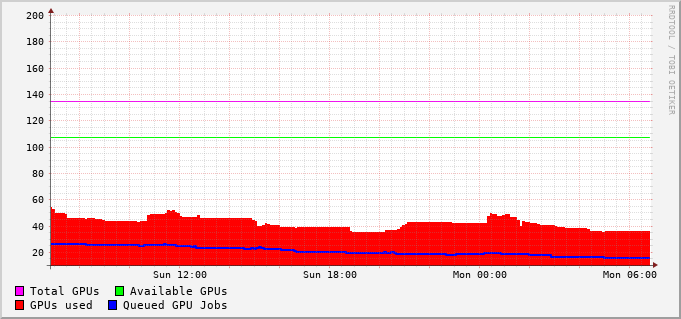 200
180
160
140
120
100
80
60
40
20
Sun 12:00 Sun 18:00 Mon 00:00 Mon 06:00
Total GPUs Available GPUs
GPUs used Queued GPU Jobs
RRDTOOL / TOBI OETIKER